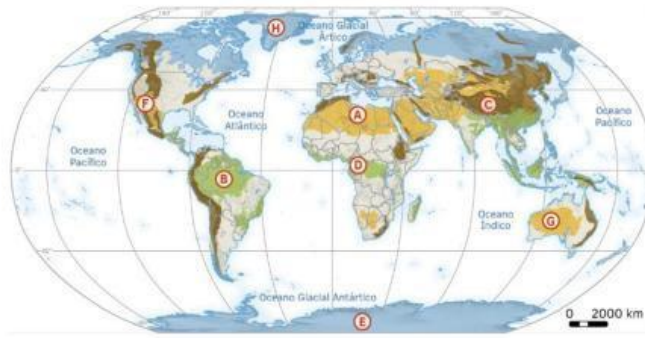 H
Oceano Glacial
Ártico
F
Oceano
Atlântico
A
C
Oceano
Pacífico
Oceano
Pacífico
B
D
Oceano
Índico
G
Oceano Glacial Antártico
E
0 2000 km